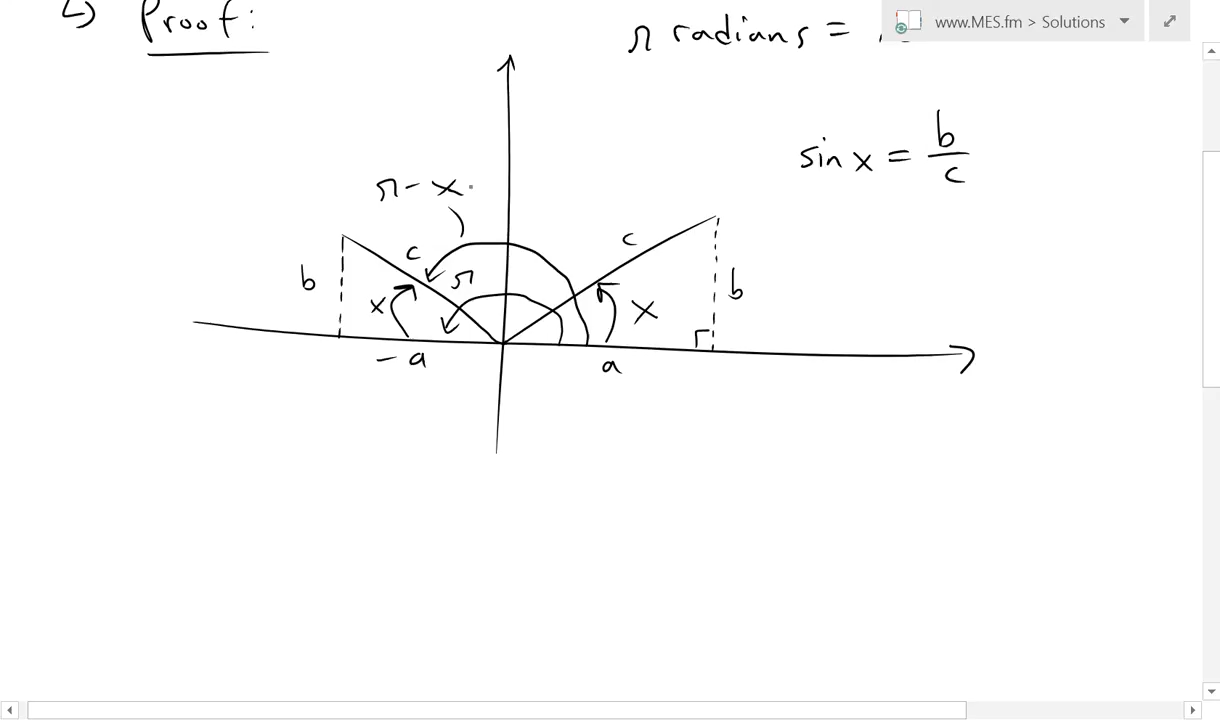 Proof:
π radians =
www.MES.fm > Solutions
sin x = b/c
π - x
c
c
b
π
x
x
b
- a
a